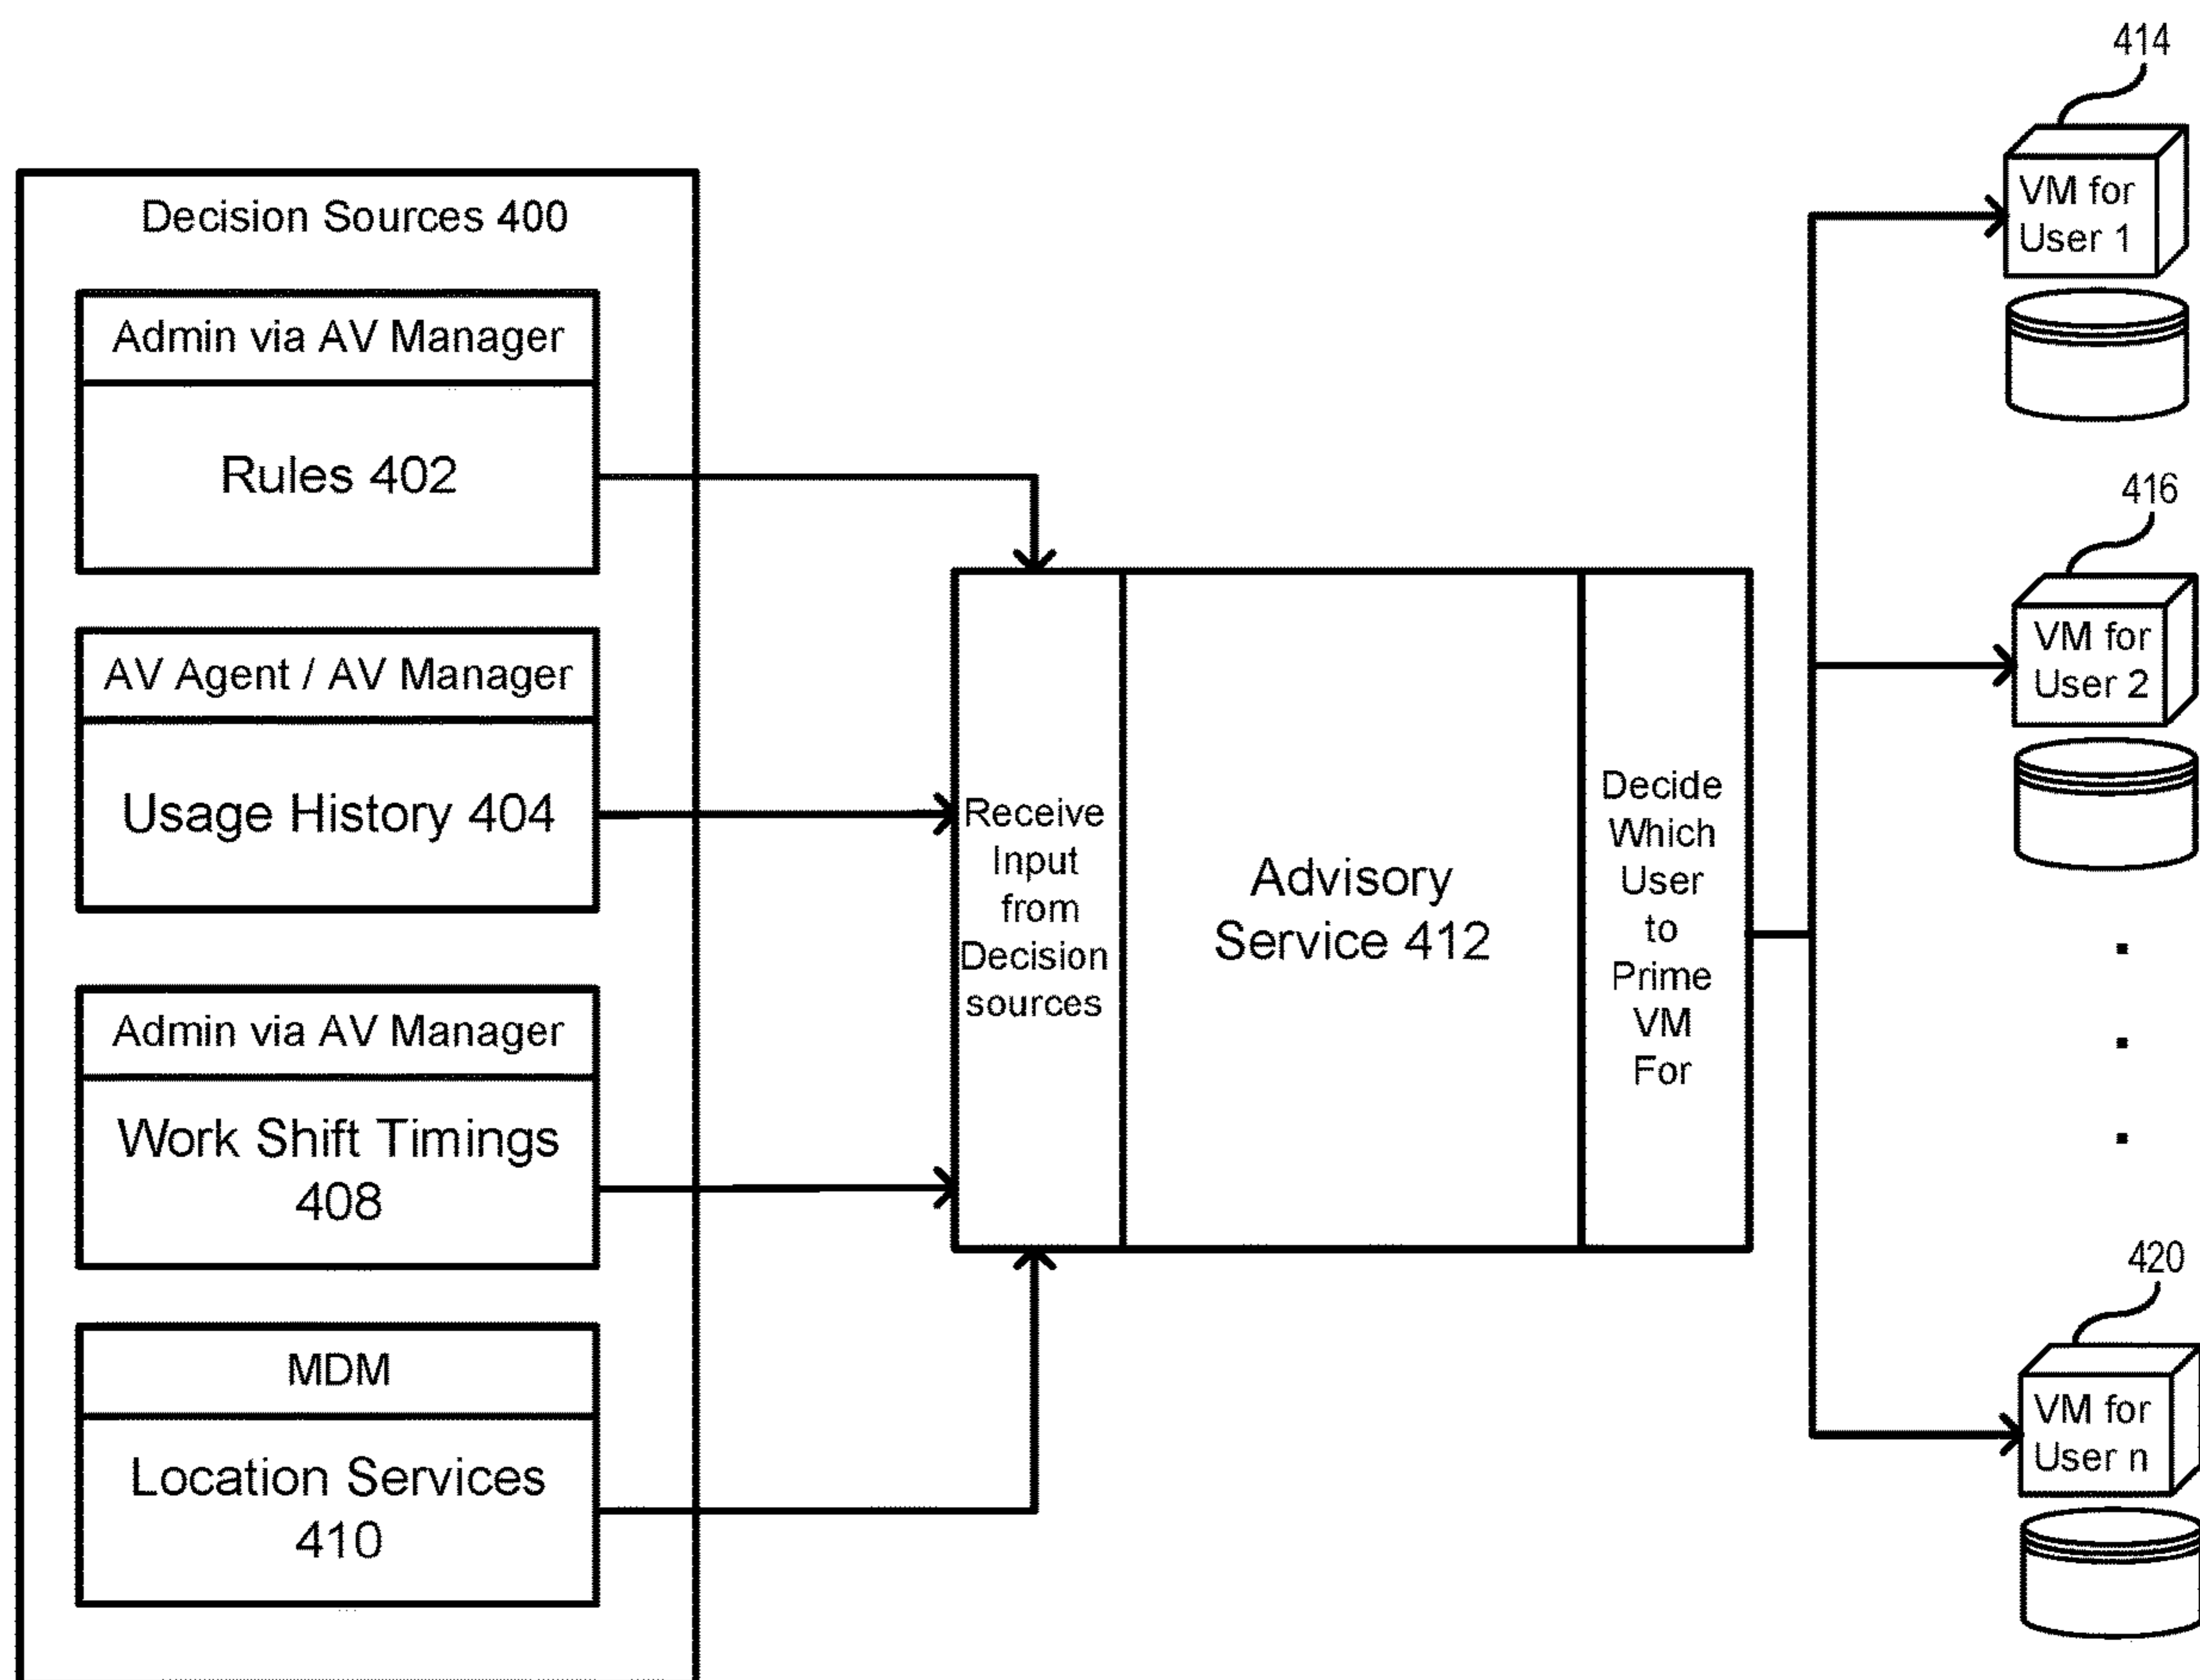 Decision Sources 400
Admin via AV Manager
Rules 402
AV Agent / AV Manager
Usage History 404
Admin via AV Manager
Work Shift Timings
408
MDM
Location Services
410
Receive
Input
from
Decision
sources
Advisory
Service 412
Decide
Which
User
to
Prime
VM
For
414
VM for
User 1
416
VM for
User 2
420
VM for
User n